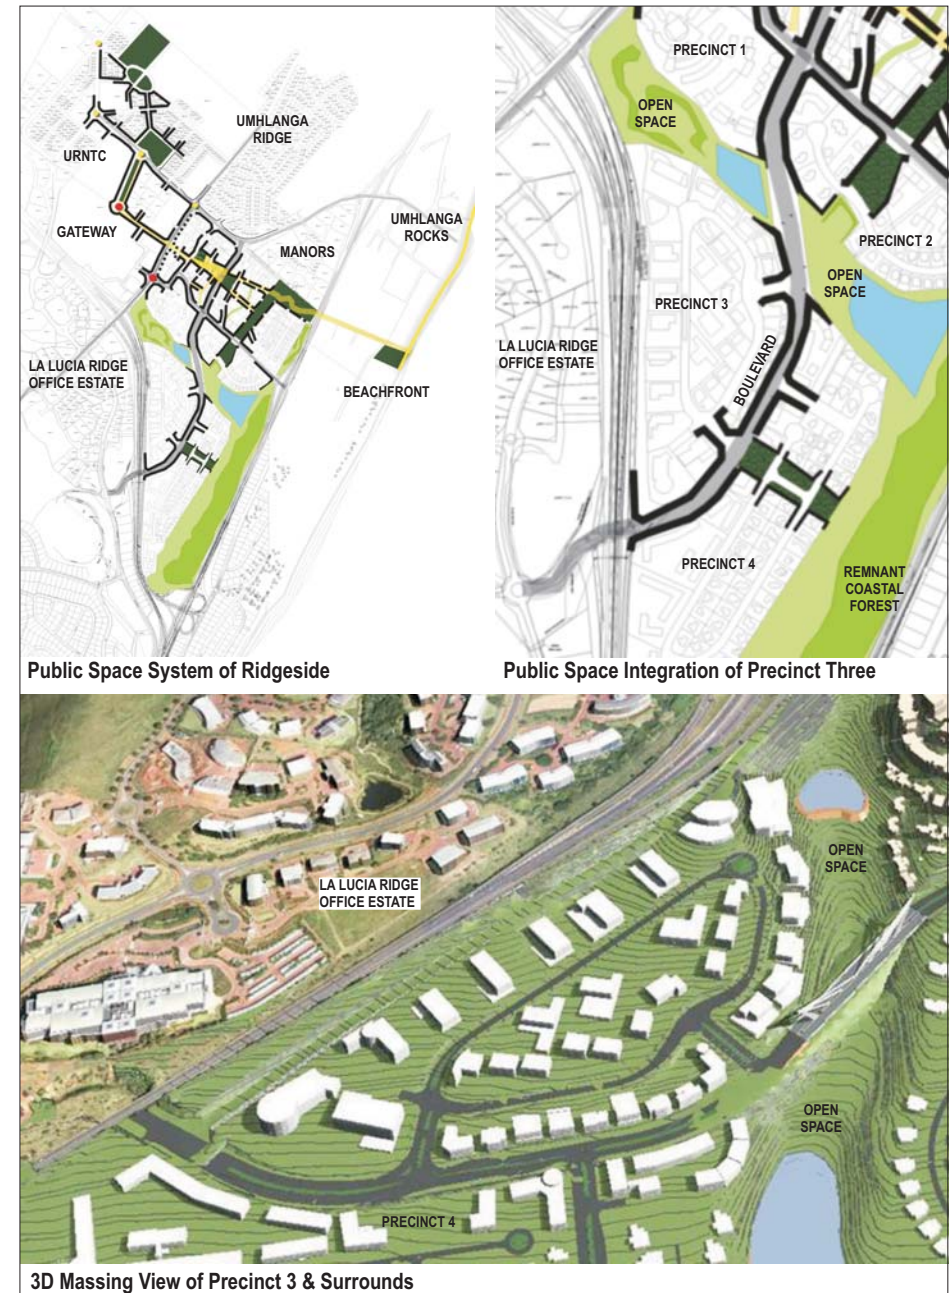 UMHLANGA
RIDGE
URNTC
GATEWAY
MANORS
UMHLANGA
ROCKS
LA LUCIA RIDGE
OFFICE ESTATE
BEACHFRONT
Public Space System of Ridgeside
PRECINCT 1
OPEN
SPACE
PRECINCT 2
OPEN
SPACE
PRECINCT 3
LA LUCIA RIDGE
OFFICE ESTATE
BOULEVARD
PRECINCT 4
REMNANT
COASTAL
FOREST
Public Space Integration of Precinct Three
OPEN
SPACE
LA LUCIA RIDGE
OFFICE ESTATE
OPEN
SPACE
PRECINCT 4
3D Massing View of Precinct 3 & Surrounds